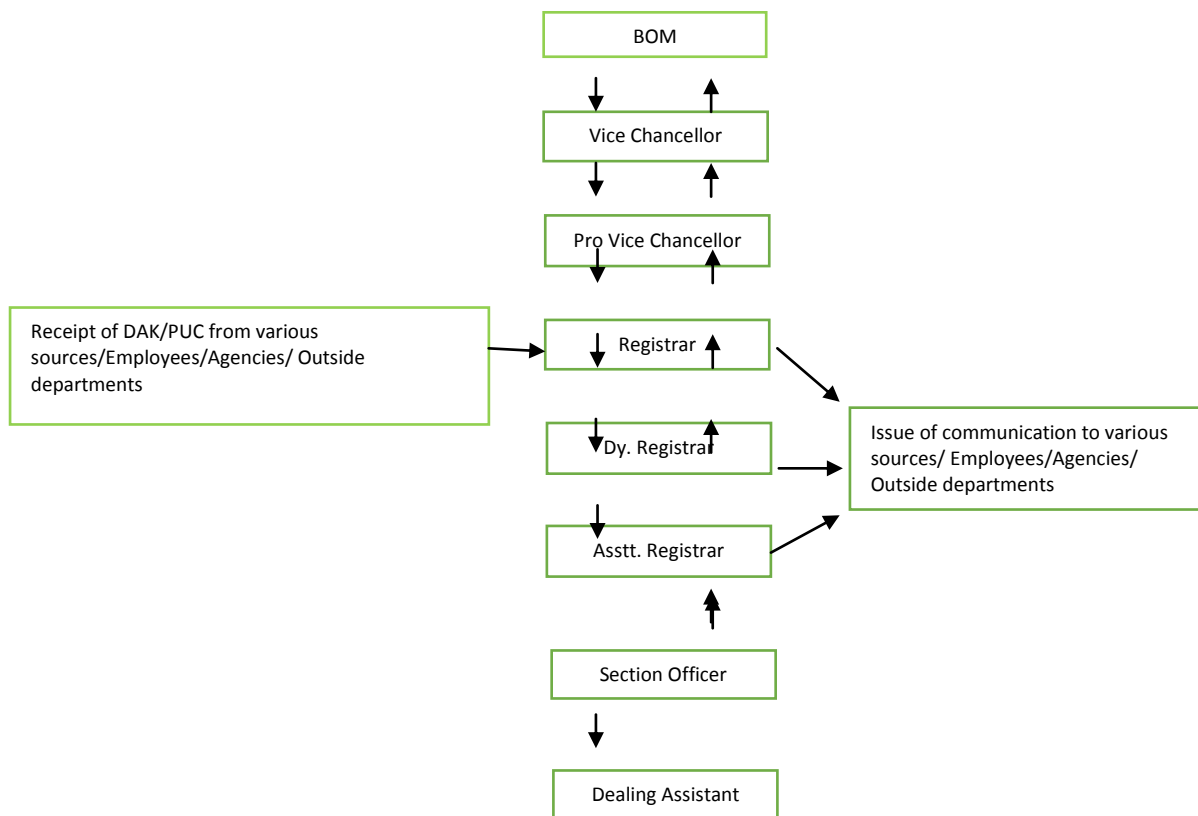 BOM
Vice Chancellor
Pro Vice Chancellor
Receipt of DAK/PUC from various
sources/Employees/Agencies/ Outside
departments
Registrar
Dy. Registrar
Issue of communication to various
sources/ Employees/Agencies/
Outside departments
Asstt. Registrar
Section Officer
Dealing Assistant